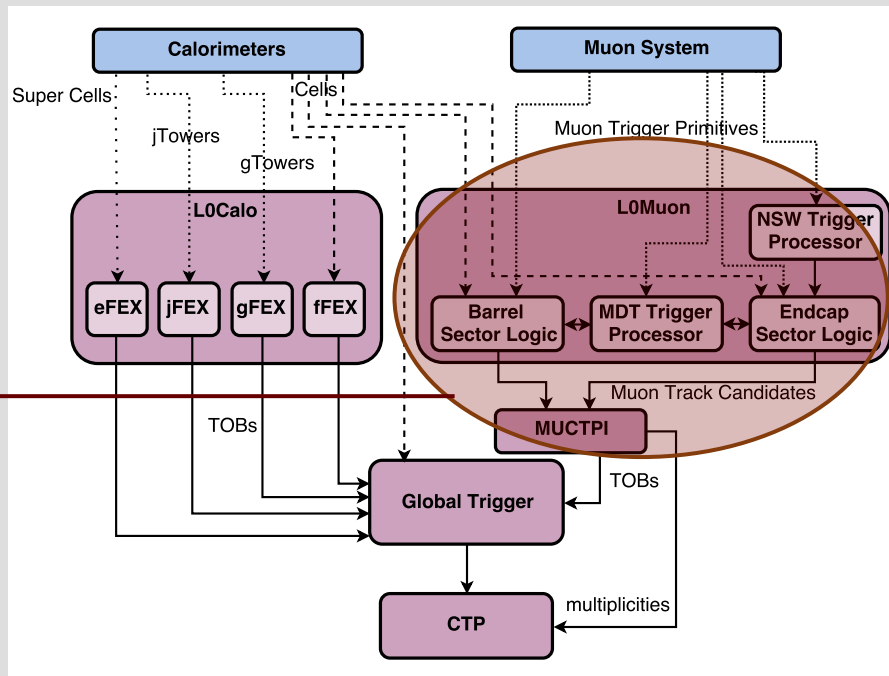 Calorimeters
Muon System
Super Cells
Cells
jTowers
gTowers
Muon Trigger Primitives
L0Calo
L0Muon
NSW Trigger
Processor
eFEX
jFEX
gFEX
fFEX
Barrel
Sector Logic
MDT Trigger
Processor
Endcap
Sector Logic
Muon Track Candidates
TOBs
MUCTPI
TOBs
Global Trigger
multiplicities
CTP